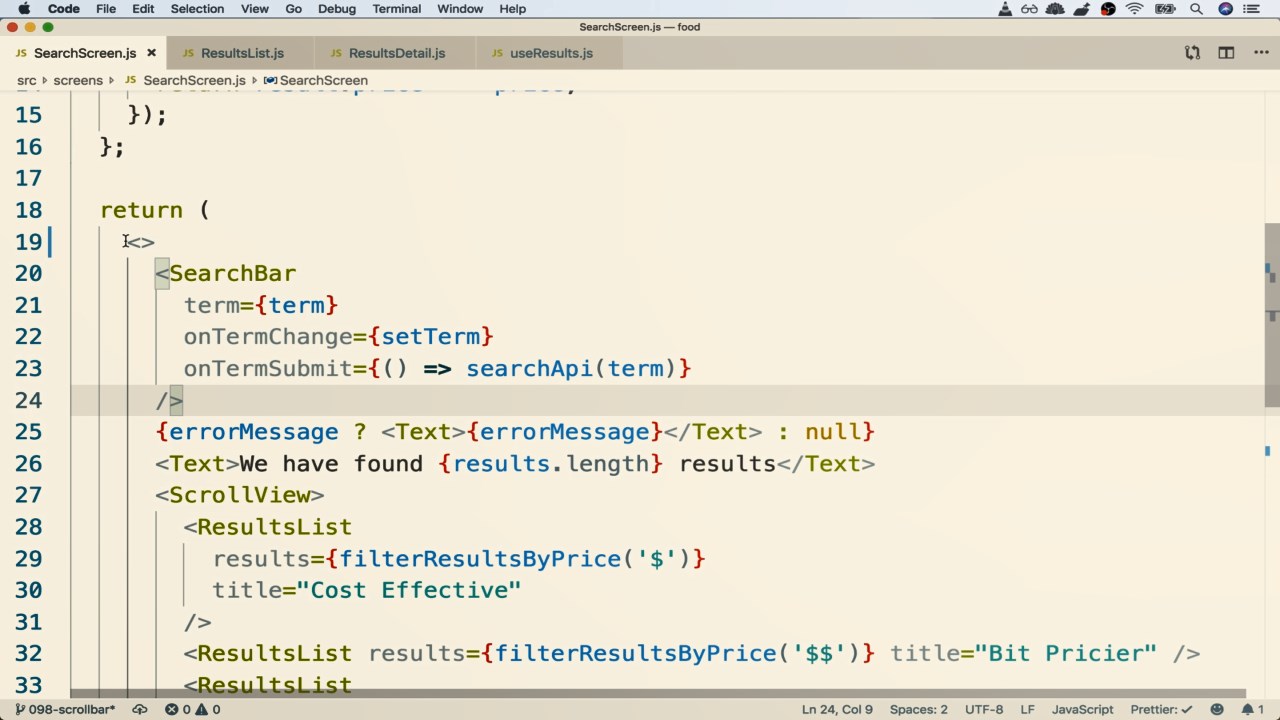 Code File Edit Selection View Go Debug Terminal Window Help
SearchScreen.js — food
JS SearchScreen.js × JS ResultsList.js JS ResultsDetail.js JS useResults.js
src screens JS SearchScreen.js SearchScreen
15 });
16 };
17
18 return (
19 <>
20 <SearchBar
21 term={term}
22 onTermChange={setTerm}
23 onTermSubmit={() => searchApi(term)}
24 />
25 {errorMessage ? <Text>{errorMessage}</Text> : null}
26 <Text>We have found {results.length} results</Text>
27 <ScrollView>
28 <ResultsList
29 results={filterResultsByPrice('$')}
30 title="Cost Effective"
31 />
32 <ResultsList results={filterResultsByPrice('$$')} title="Bit Pricier" />
33 <ResultsList
098-scrollbar* 0 0 Ln 24, Col 9 Spaces: 2 UTF-8 LF JavaScript Prettier: ✓ 1